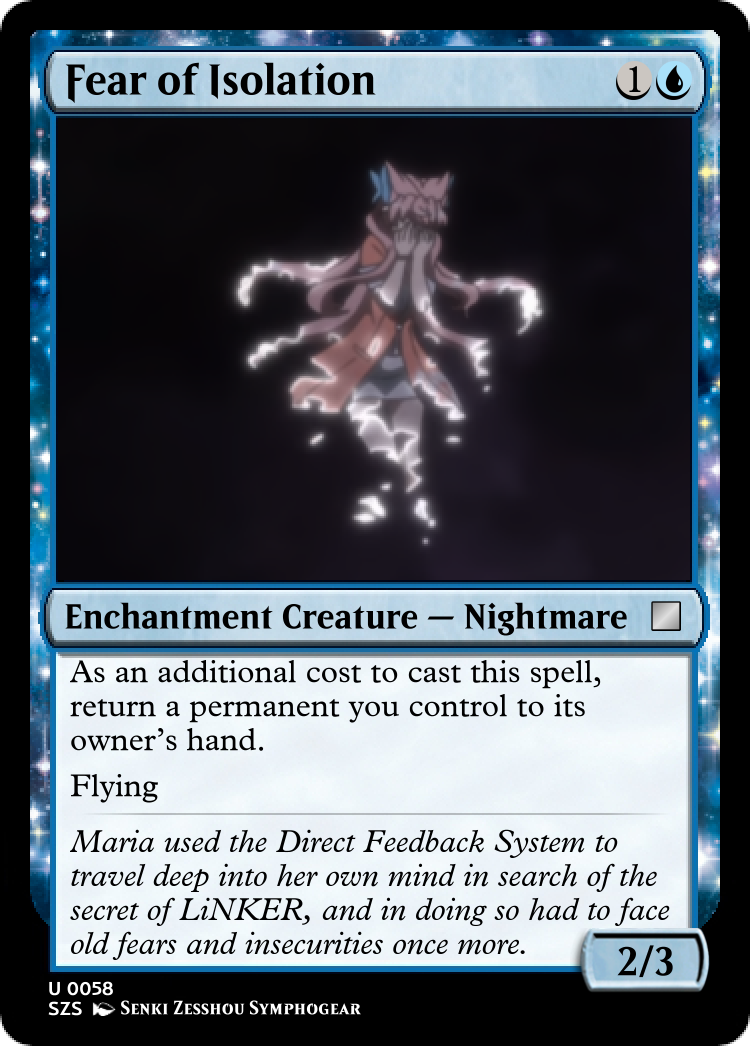 Fear of Isolation 1
Enchantment Creature — Nightmare
As an additional cost to cast this spell,
return a permanent you control to its
owner's hand.
Flying
Maria used the Direct Feedback System to
travel deep into her own mind in search of the
secret of LiNKER, and in doing so had to face
old fears and insecurities once more.
2/3
U 0058
SZS SENKI ZESSHOU SYMPHOGEAR